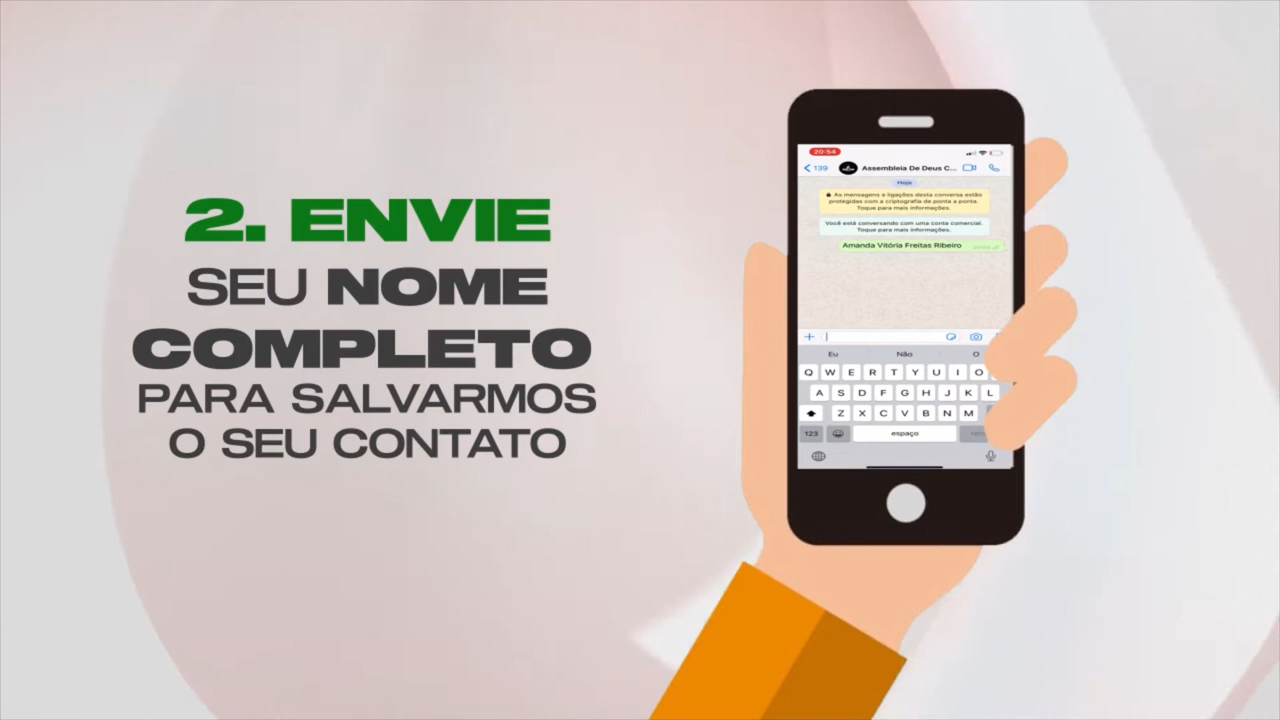 2. ENVIE
SEU NOME
COMPLETO
PARA SALVARMOS
O SEU CONTATO
20:54
139 Assembleia De Deus C...
Hoje
As mensagens e ligações desta conversa estão
protegidas com a criptografia de ponta a ponta.
Toque para mais informações.
Você está conversando com uma conta comercial.
Toque para mais informações.
Amanda Vitória Freitas Ribeiro
Eu Não O
Q W E R T Y U I O
A S D F G H J K L
Z X C V B N M
123 espaço